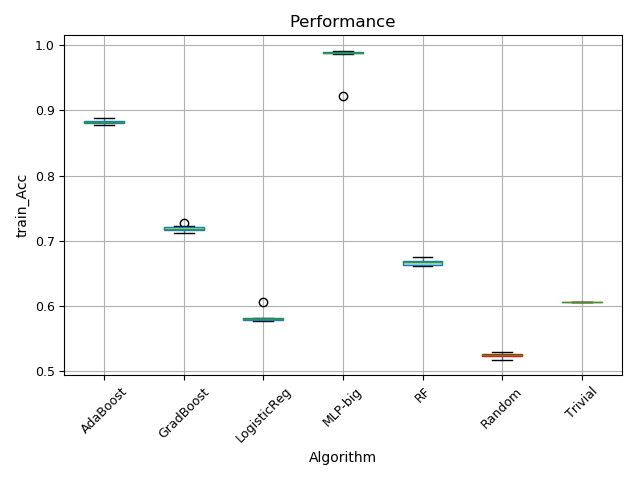 Performance
train_Acc
1.0
0.9
0.8
0.7
0.6
0.5
AdaBoost
GradBoost
LogisticReg
MLP-big
RF
Random
Trivial
Algorithm